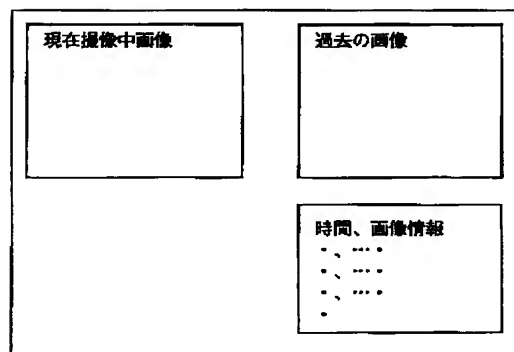 現在撮像中画像
過去の画像
時間、画像情報
・、…・
・、…・
・、…・
・